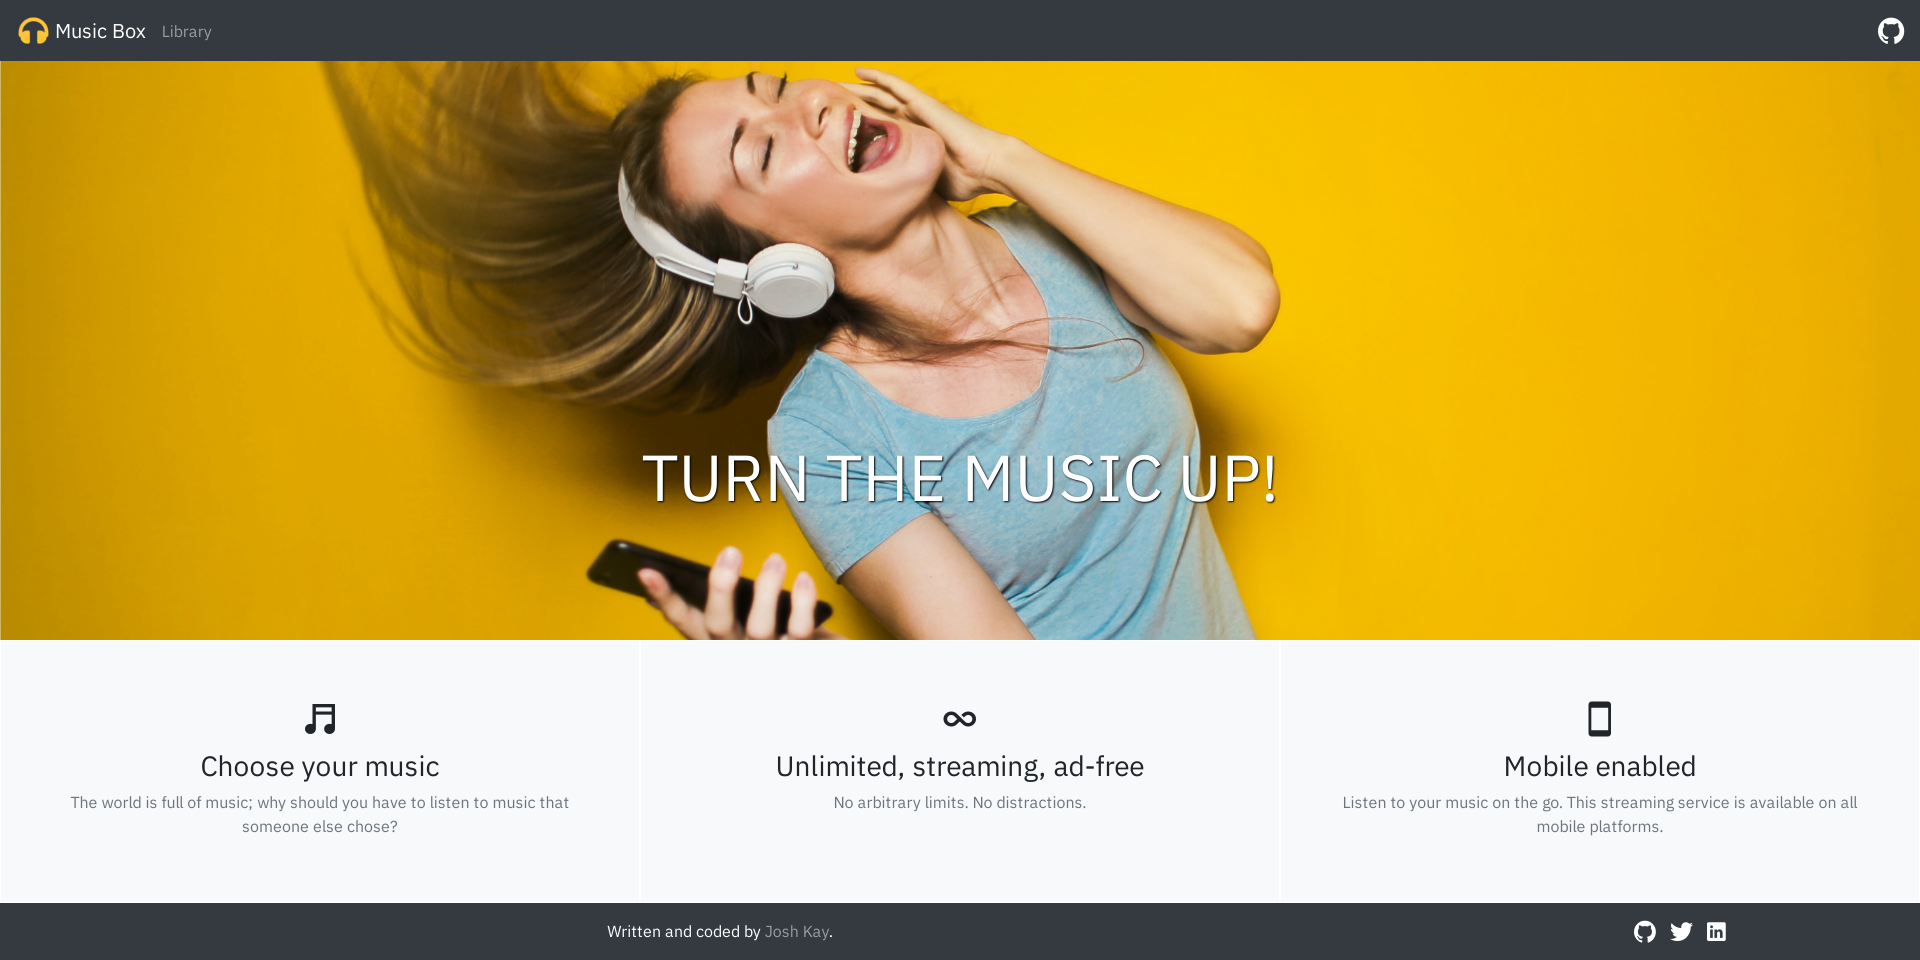 Music Box Library
TURN THE MUSIC UP!
Choose your music
The world is full of music; why should you have to listen to music that
someone else chose?
Unlimited, streaming, ad-free
No arbitrary limits. No distractions.
Mobile enabled
Listen to your music on the go. This streaming service is available on all
mobile platforms.
Written and coded by Josh Kay.